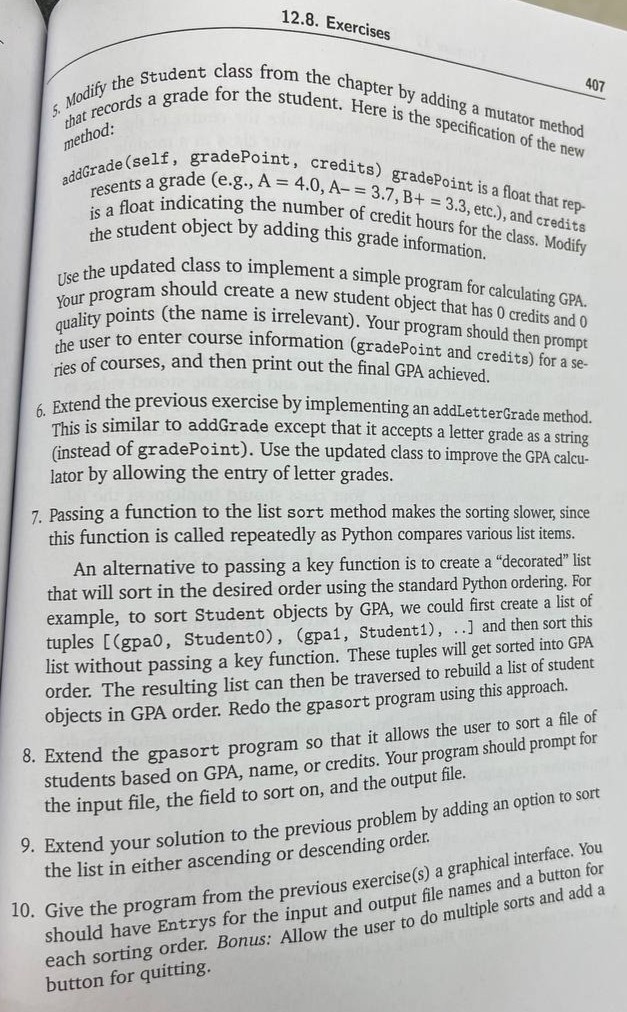 12.8. Exercises
407
5. Modify the Student class from the chapter by adding a mutator method
that records a grade for the student. Here is the specification of the new
method:
addGrade(self, gradePoint, credits) gradePoint is a float that rep-
resents a grade (e.g., A = 4.0, A– = 3.7, B+ = 3.3, etc.), and credits
is a float indicating the number of credit hours for the class. Modify
the student object by adding this grade information.
Use the updated class to implement a simple program for calculating GPA.
Your program should create a new student object that has 0 credits and 0
quality points (the name is irrelevant). Your program should then prompt
the user to enter course information (gradePoint and credits) for a se-
ries of courses, and then print out the final GPA achieved.
6. Extend the previous exercise by implementing an addLetterGrade method.
This is similar to addGrade except that it accepts a letter grade as a string
(instead of gradePoint). Use the updated class to improve the GPA calcu-
lator by allowing the entry of letter grades.
7. Passing a function to the list sort method makes the sorting slower, since
this function is called repeatedly as Python compares various list items.
An alternative to passing a key function is to create a “decorated” list
that will sort in the desired order using the standard Python ordering. For
example, to sort Student objects by GPA, we could first create a list of
tuples [(gpa0, Student0), (gpa1, Student1), ..] and then sort this
list without passing a key function. These tuples will get sorted into GPA
order. The resulting list can then be traversed to rebuild a list of student
objects in GPA order. Redo the gpasort program using this approach.
8. Extend the gpasort program so that it allows the user to sort a file of
students based on GPA, name, or credits. Your program should prompt for
the input file, the field to sort on, and the output file.
9. Extend your solution to the previous problem by adding an option to sort
the list in either ascending or descending order.
10. Give the program from the previous exercise(s) a graphical interface. You
should have Entrys for the input and output file names and a button for
each sorting order. Bonus: Allow the user to do multiple sorts and add a
button for quitting.